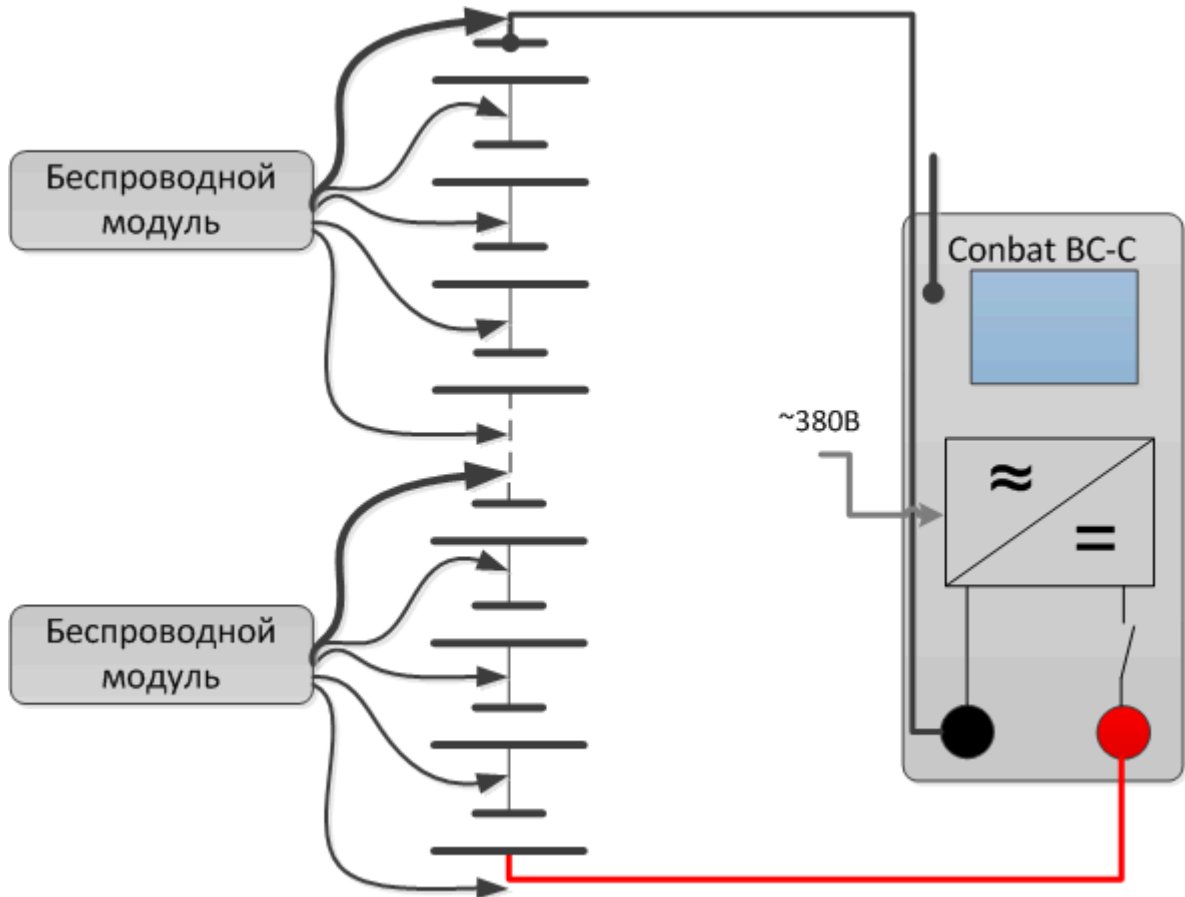 Беспроводной
модуль
Conbat BC-C
~380В
≈
=
Беспроводной
модуль